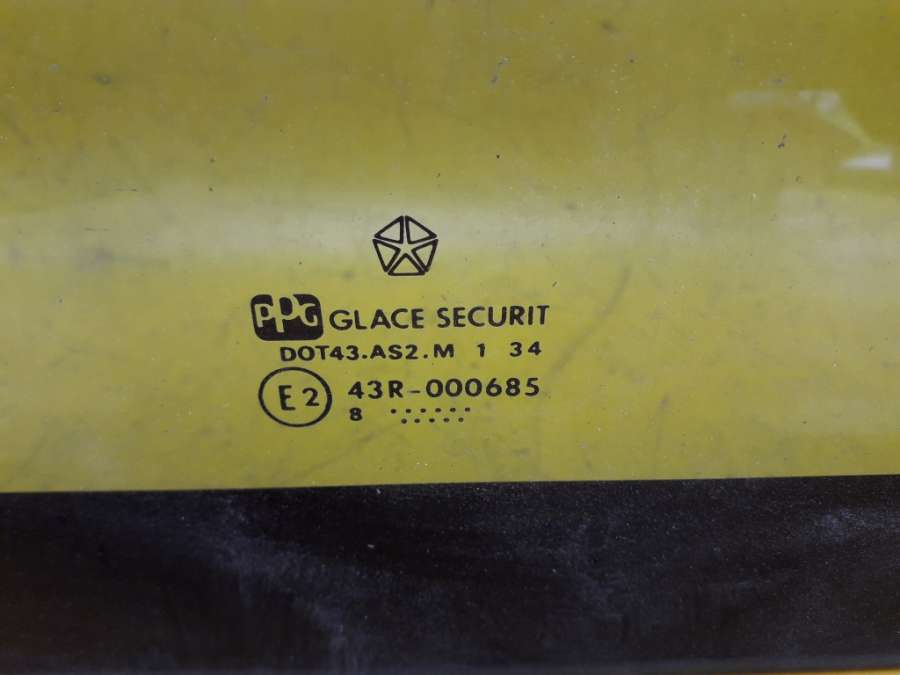 PPG GLACE SECURIT
DOT43.AS2.M 1 34
E2 43R-000685
8